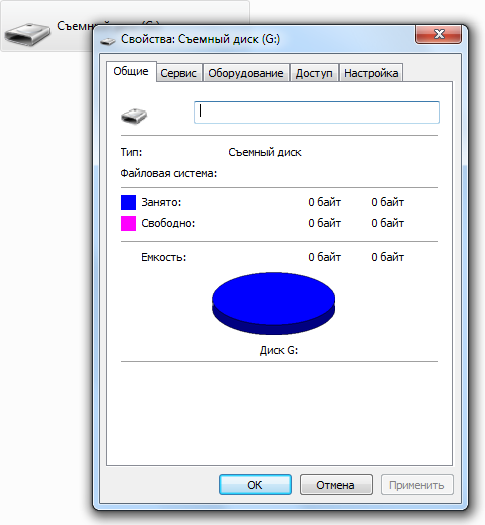 Съемный диск (G:)
Свойства: Съемный диск (G:)
Общие Сервис Оборудование Доступ Настройка
Тип: Съемный диск
Файловая система:
Занято: 0 байт 0 байт
Свободно: 0 байт 0 байт
Емкость: 0 байт 0 байт
Диск G:
OK Отмена Применить